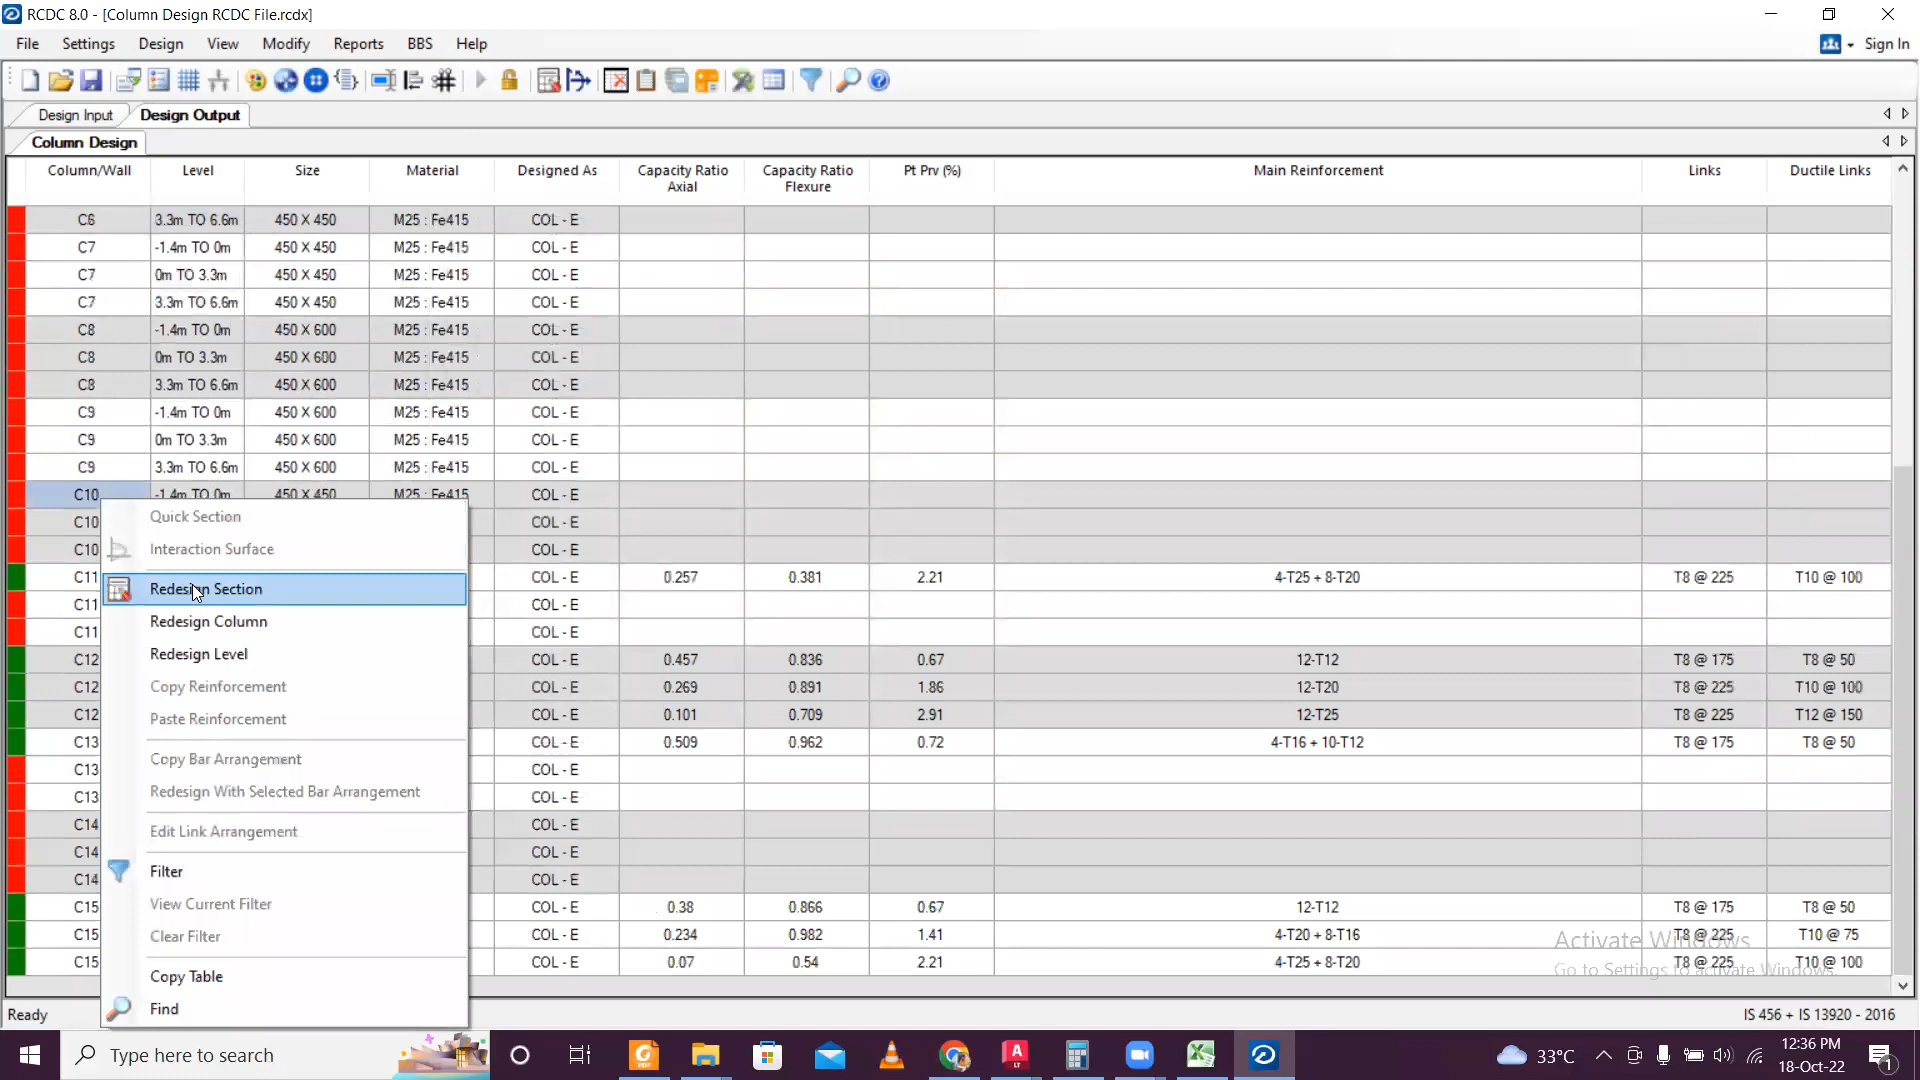 RCDC 8.0 - [Column Design RCDC File.rcdx]
File Settings Design View Modify Reports BBS Help Sign In
Design Input Design Output
Column Design
Column/Wall Level Size Material Designed As Capacity Ratio Axial Capacity Ratio Flexure Pt Prv (%) Main Reinforcement Links Ductile Links
C6 3.3m TO 6.6m 450 X 450 M25 : Fe415 COL - E
C7 -1.4m TO 0m 450 X 450 M25 : Fe415 COL - E
C7 0m TO 3.3m 450 X 450 M25 : Fe415 COL - E
C7 3.3m TO 6.6m 450 X 450 M25 : Fe415 COL - E
C8 -1.4m TO 0m 450 X 600 M25 : Fe415 COL - E
C8 0m TO 3.3m 450 X 600 M25 : Fe415 COL - E
C8 3.3m TO 6.6m 450 X 600 M25 : Fe415 COL - E
C9 -1.4m TO 0m 450 X 600 M25 : Fe415 COL - E
C9 0m TO 3.3m 450 X 600 M25 : Fe415 COL - E
C9 3.3m TO 6.6m 450 X 600 M25 : Fe415 COL - E
C10 -1.4m TO 0m 450 X 450 M25 : Fe415 COL - E
C10 COL - E
C10 COL - E
C11 COL - E 0.257 0.381 2.21 4-T25 + 8-T20 T8 @ 225 T10 @ 100
C11 COL - E
C11 COL - E
C12 COL - E 0.457 0.836 0.67 12-T12 T8 @ 175 T8 @ 50
C12 COL - E 0.269 0.891 1.86 12-T20 T8 @ 225 T10 @ 100
C12 COL - E 0.101 0.709 2.91 12-T25 T8 @ 225 T12 @ 150
C13 COL - E 0.509 0.962 0.72 4-T16 + 10-T12 T8 @ 175 T8 @ 50
C13 COL - E
C13 COL - E
C14 COL - E
C14 COL - E
C14 COL - E
C15 COL - E 0.38 0.866 0.67 12-T12 T8 @ 175 T8 @ 50
C15 COL - E 0.234 0.982 1.41 4-T20 + 8-T16 T8 @ 225 T10 @ 75
C15 COL - E 0.07 0.54 2.21 4-T25 + 8-T20 T8 @ 225 T10 @ 100
Quick Section
Interaction Surface
Redesign Section
Redesign Column
Redesign Level
Copy Reinforcement
Paste Reinforcement
Copy Bar Arrangement
Redesign With Selected Bar Arrangement
Edit Link Arrangement
Filter
View Current Filter
Clear Filter
Copy Table
Find
Activate Windows
Go to Settings to activate Windows.
Ready IS 456 + IS 13920 - 2016
Type here to search 33°C 12:36 PM
18-Oct-22 1